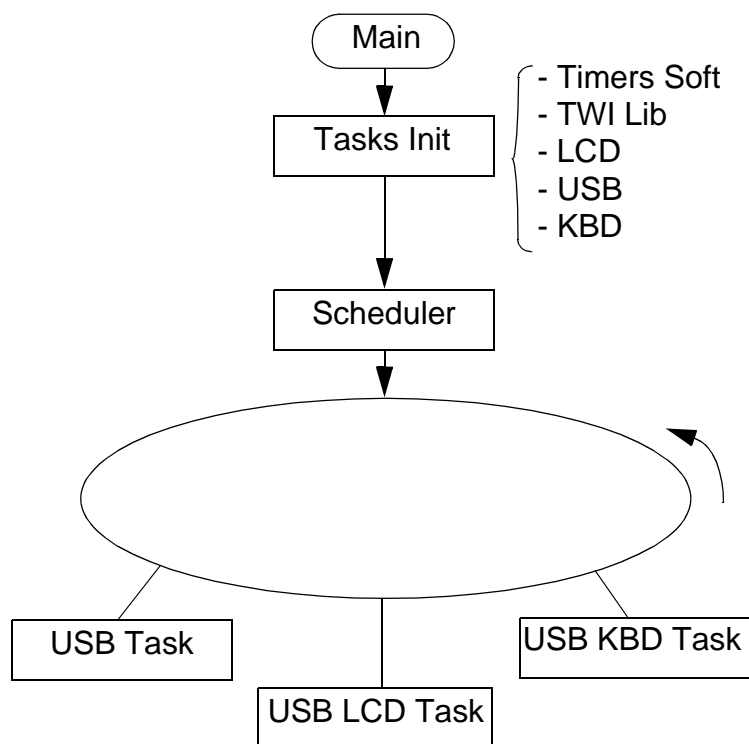 Main
Tasks Init
- Timers Soft
- TWI Lib
- LCD
- USB
- KBD
Scheduler
USB Task
USB LCD Task
USB KBD Task